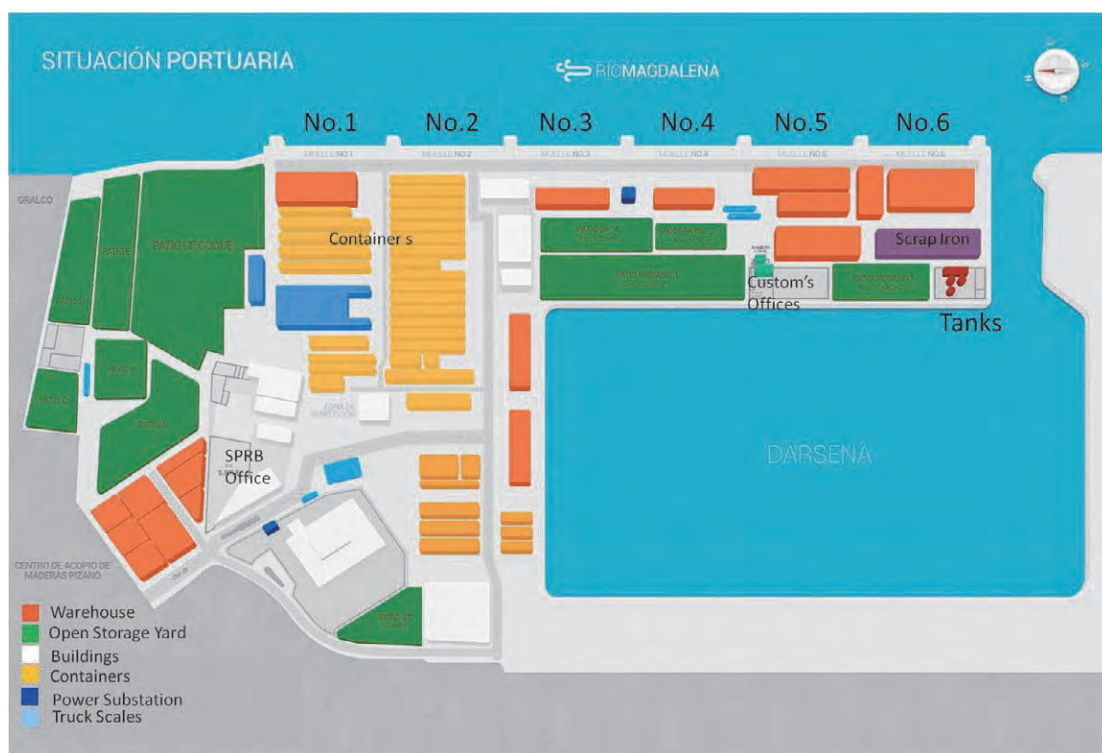 SITUACIÓN PORTUARIA
RÍOMAGDALENA
No.1
No.2
No.3
No.4
No.5
No.6
MUELLE NO.1
MUELLE NO.2
MUELLE NO.3
MUELLE NO.4
MUELLE NO.5
MUELLE NO.6
GRALCO
PATIO DE COQUE
Container s
Scrap Iron
Custom's
Offices
Tanks
ZONA DE
INSPECCIÓN
SPRB
Office
DARSENA
CENTRO DE ACOPIO DE
MADERAS PIZANO
Warehouse
Open Storage Yard
Buildings
Containers
Power Substation
Truck Scales